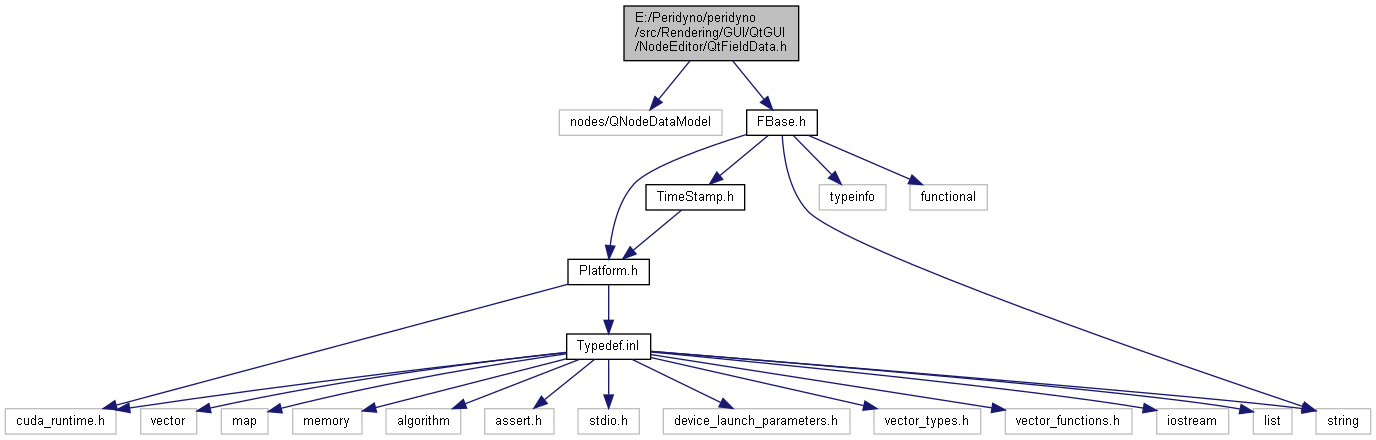 E:/Peridyno/peridyno
/src/Rendering/GUI/QtGUI
/NodeEditor/QtFieldData.h
nodes/QNodeDataModel
FBase.h
TimeStamp.h
typeinfo
functional
Platform.h
Typedef.inl
cuda_runtime.h
vector
map
memory
algorithm
assert.h
stdio.h
device_launch_parameters.h
vector_types.h
vector_functions.h
iostream
list
string